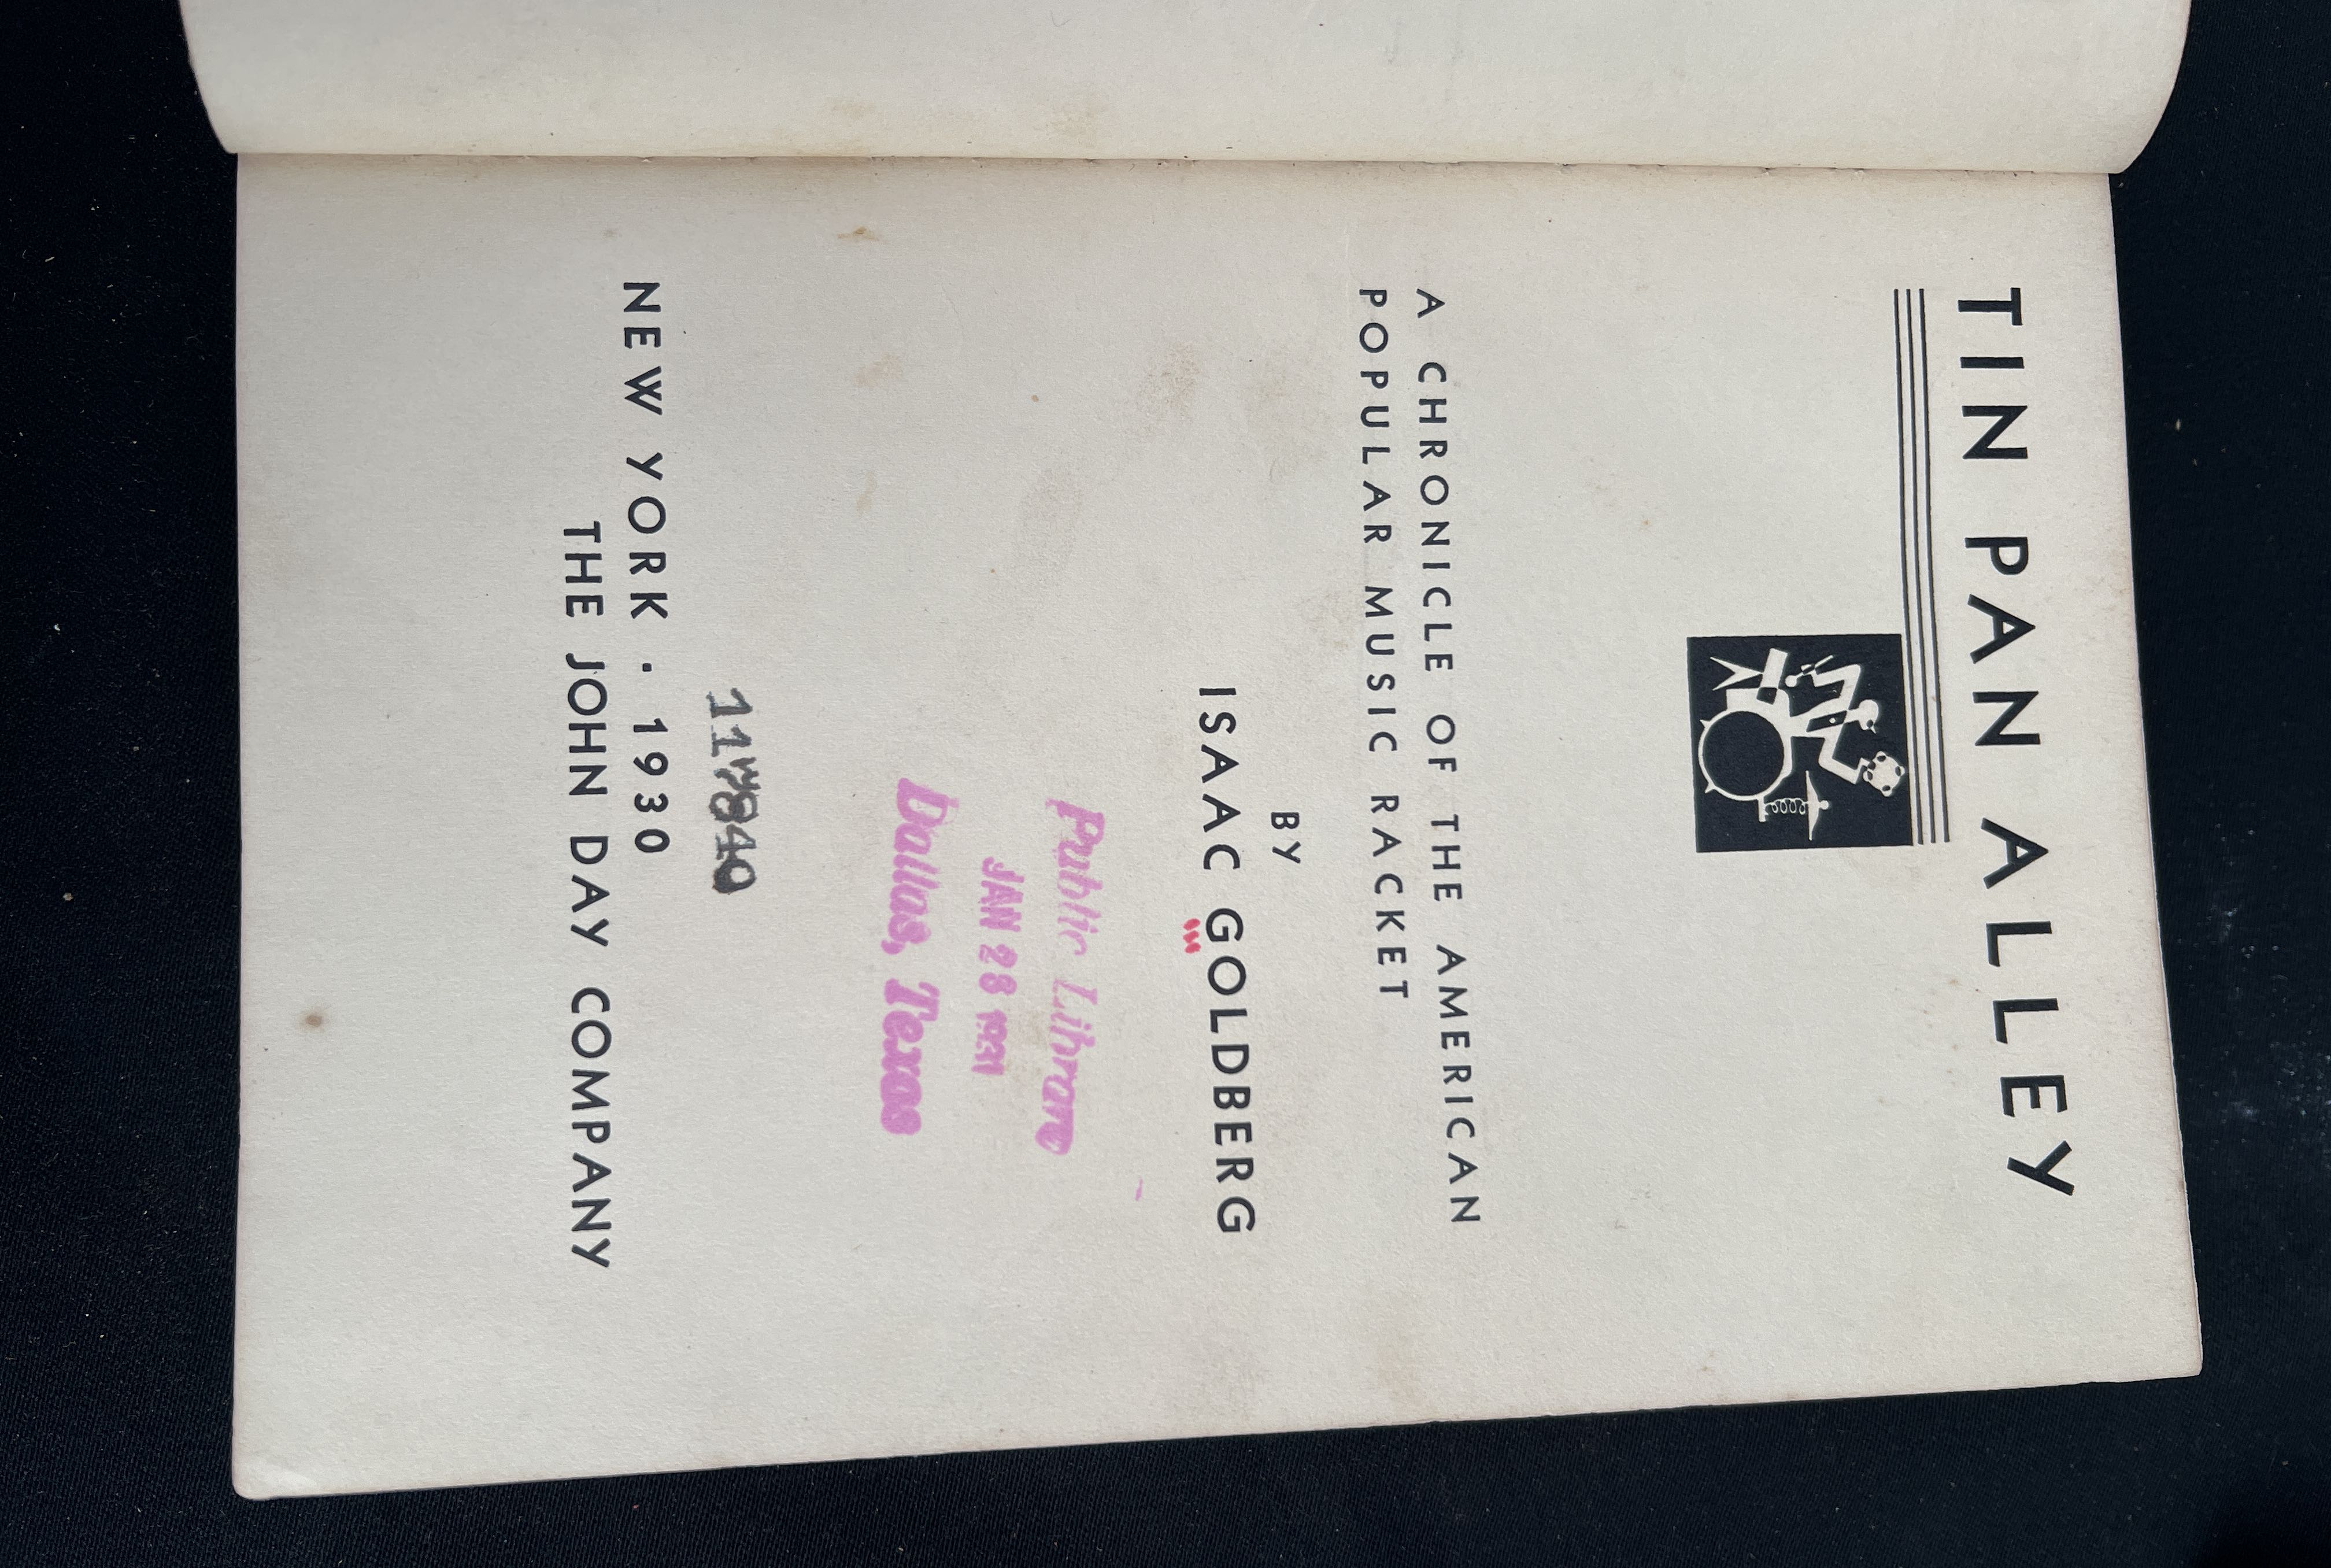 TIN PAN ALLEY
A CHRONICLE OF THE AMERICAN
POPULAR MUSIC RACKET
BY
ISAAC GOLDBERG
Public Library
JAN 28 1931
Dallas, Texas
NEW YORK · 1930
THE JOHN DAY COMPANY